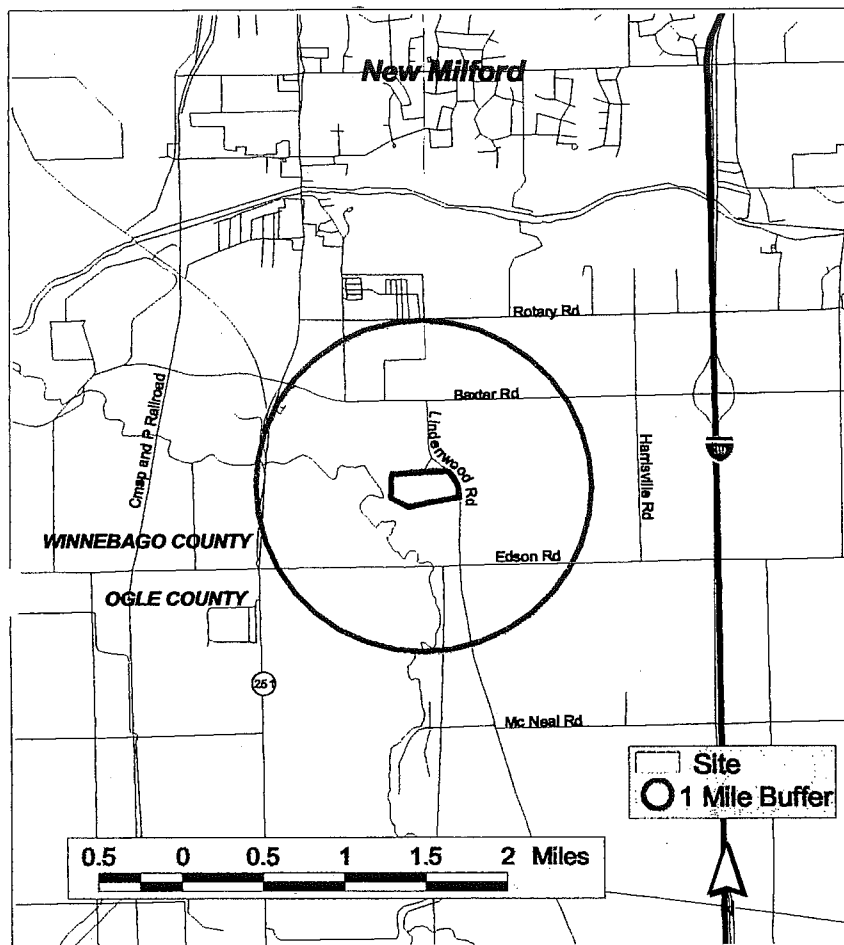 New Milford
Rotary Rd
Baxter Rd
Cmsp and P Railroad
Lindenwood Rd
Harrisville Rd
39
WINNEBAGO COUNTY
Edson Rd
OGLE COUNTY
251
Mc Neal Rd
Site
1 Mile Buffer
0.5 0 0.5 1 1.5 2 Miles